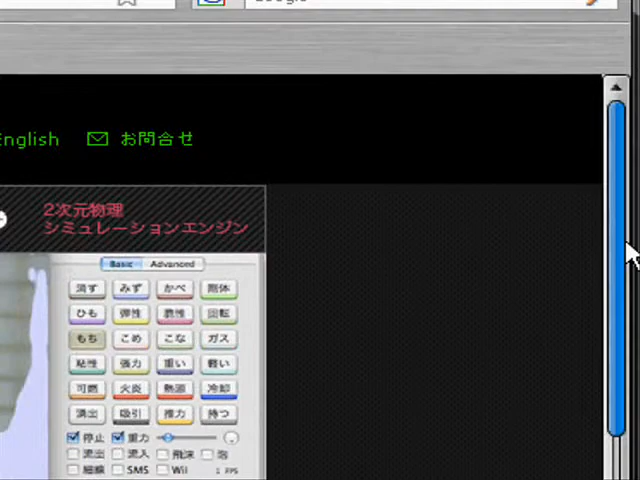 English お問合せ
2次元物理
シミュレーションエンジン
Basic Advanced
消す みず かべ 剛体
ひも 弾性 脆性 回転
もち こめ こな ガス
粘性 張力 重い 軽い
可燃 火炎 熱源 冷却
湧出 吸引 推力 持つ
停止 重力
流出 流入 飛沫 泡
細線 SMS Wii 1 FPS